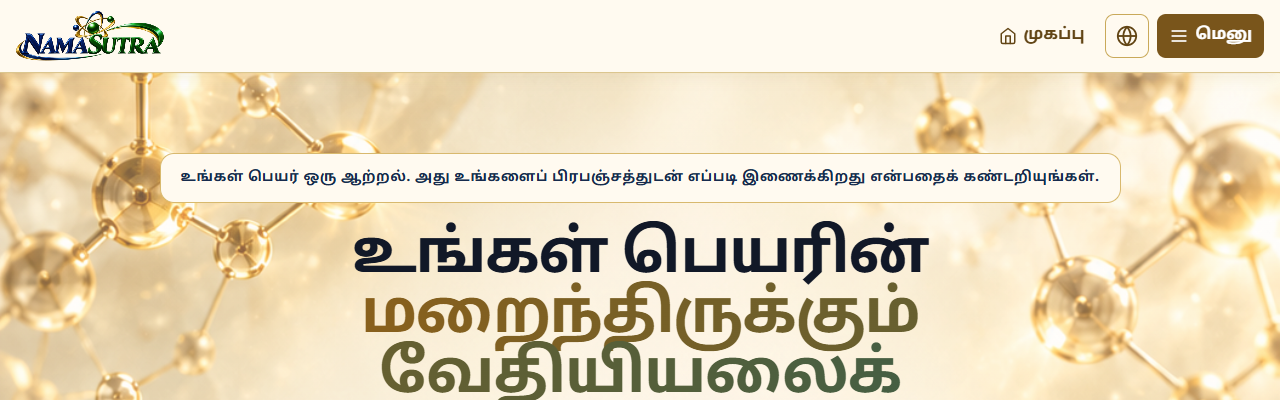 NAMASUTRA
முகப்பு
மெனு
உங்கள் பெயர் ஒரு ஆற்றல். அது உங்களைப் பிரபஞ்சத்துடன் எப்படி இணைக்கிறது என்பதைக் கண்டறியுங்கள்.
உங்கள் பெயரின்
மறைந்திருக்கும்
வேதியியலைக்